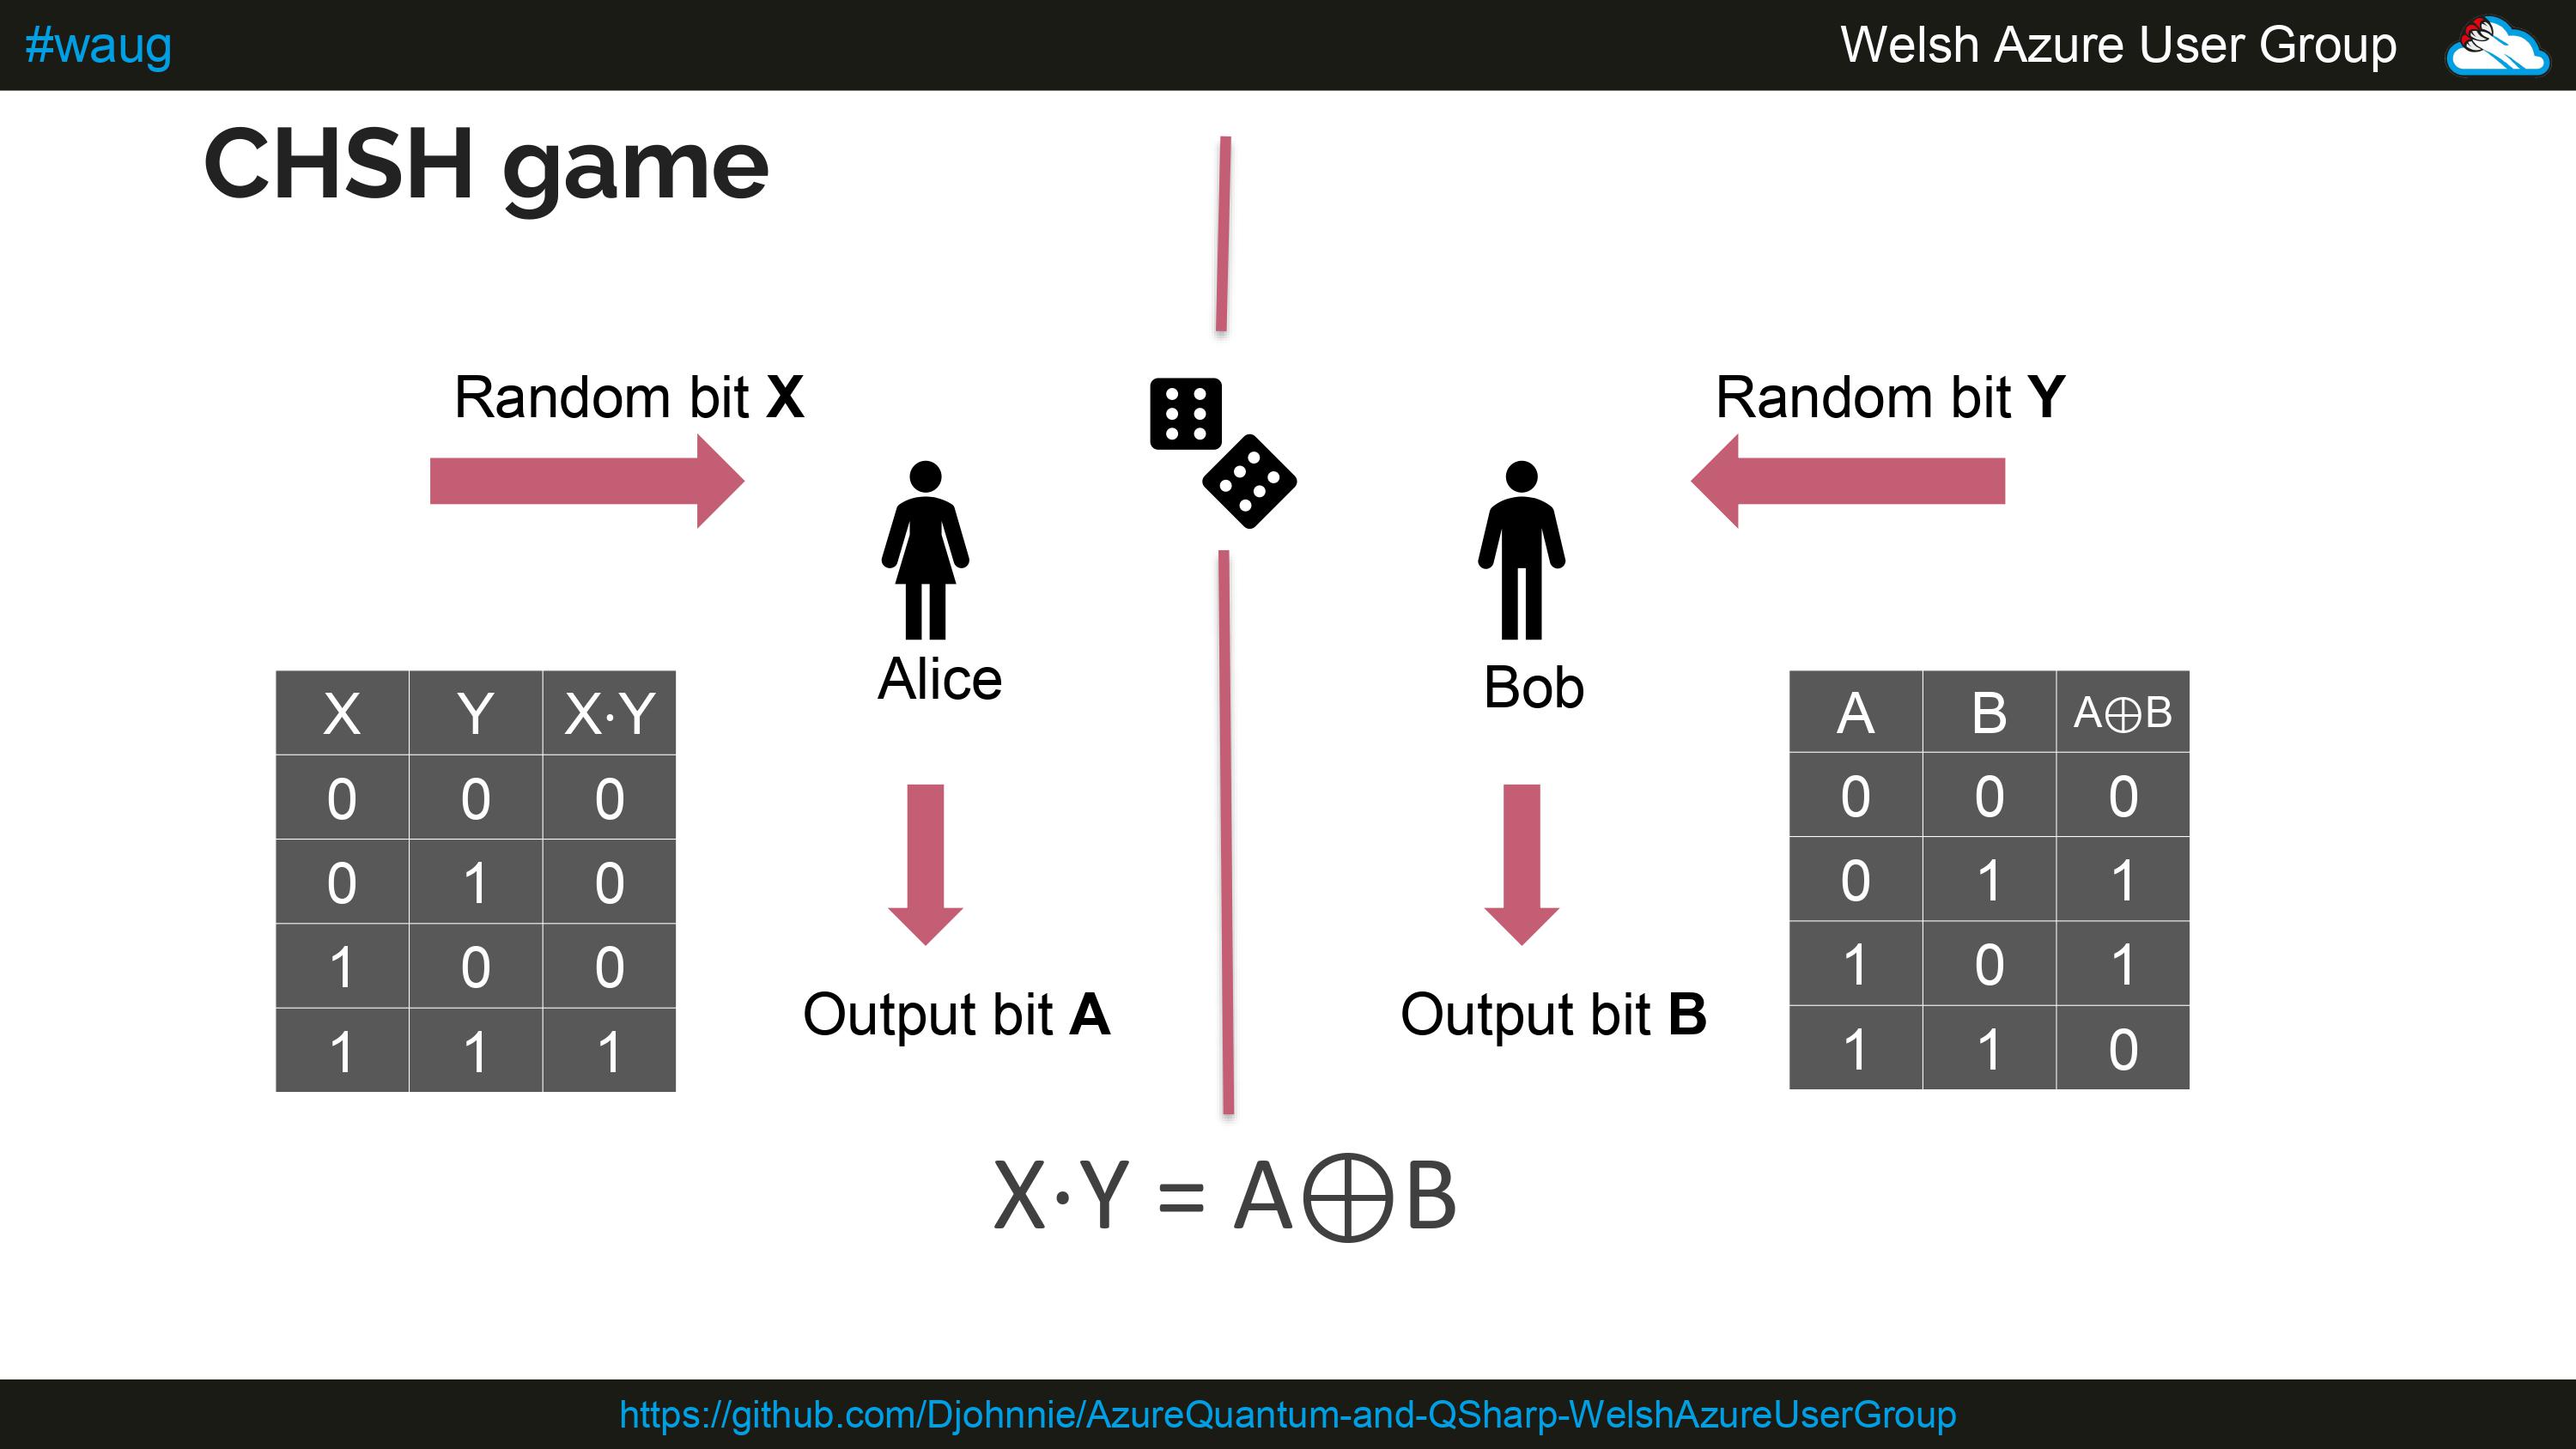 #waug
Welsh Azure User Group
CHSH game
Random bit X
Random bit Y
Alice
Bob
X Y X·Y
0 0 0
0 1 0
1 0 0
1 1 1
A B A⊕B
0 0 0
0 1 1
1 0 1
1 1 0
Output bit A
Output bit B
X·Y = A⊕B
https://github.com/Djohnnie/AzureQuantum-and-QSharp-WelshAzureUserGroup